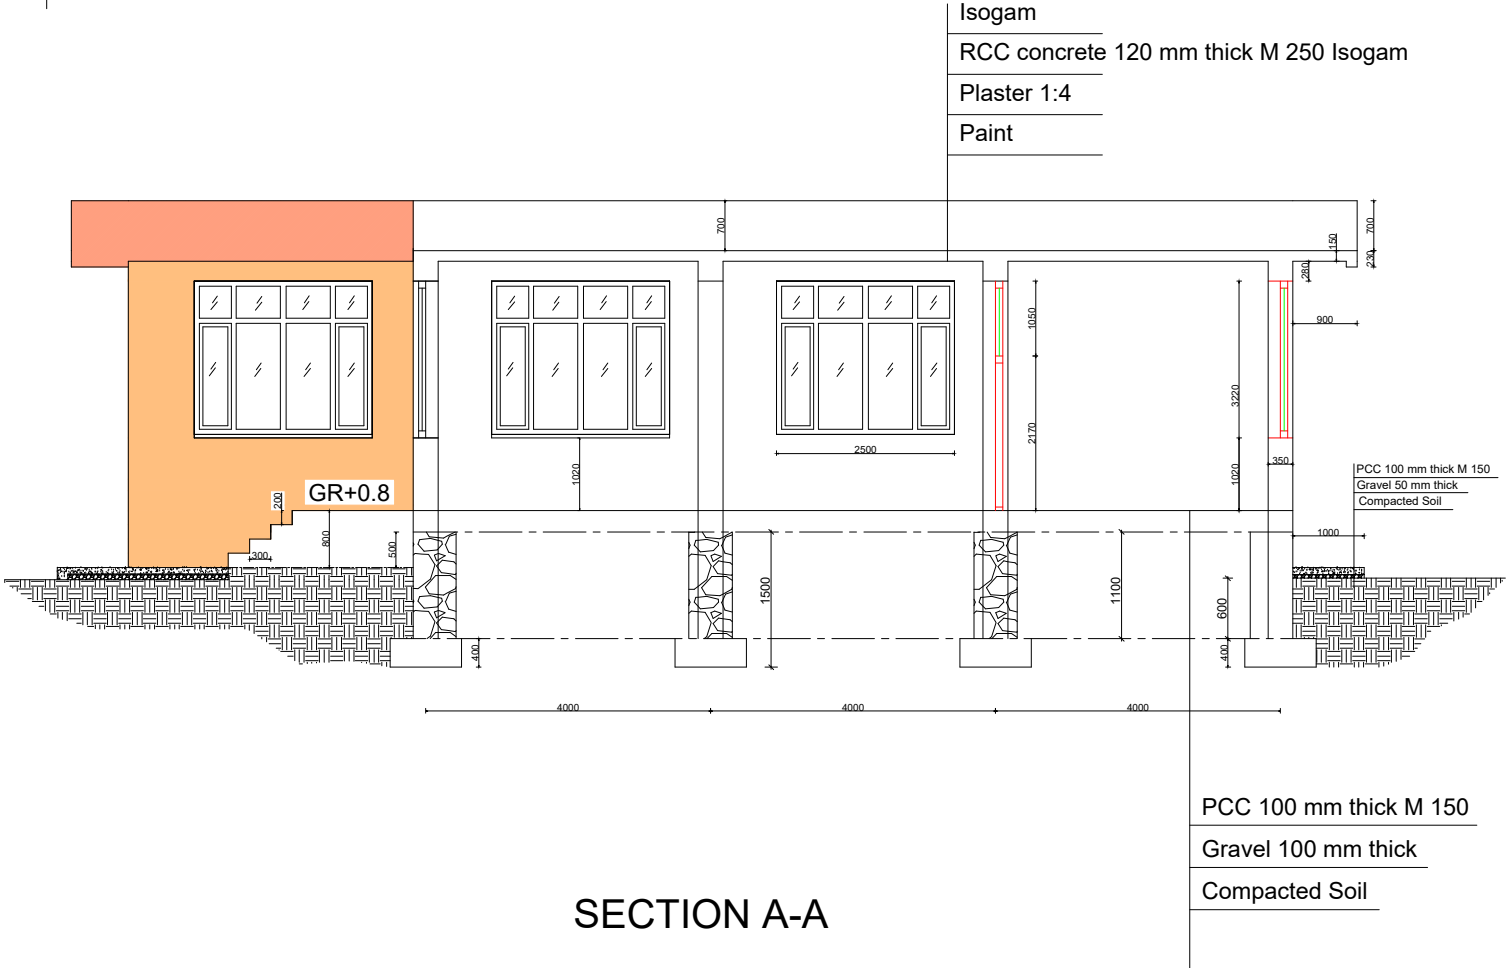 Isogam
RCC concrete 120 mm thick M 250 Isogam
Plaster 1:4
Paint
700
700
150
230
280
900
1050
3220
2170
2500
1020
1020
350
PCC 100 mm thick M 150
Gravel 50 mm thick
Compacted Soil
GR+0.8
200
300
800
500
1000
1500
1100
600
400
400
4000
4000
4000
PCC 100 mm thick M 150
Gravel 100 mm thick
Compacted Soil
SECTION A-A